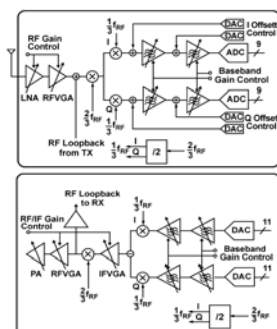 RF Gain
Control
1/3 fRF
I
DAC
I Offsett
DAC
Control
ADC
9
LNA
RFVGA
2/3 fRF
Q
1/3 fRF
Baseband
Gain Control
ADC
9
RF Loopback
from TX
DAC
Q Offset
DAC
Control
1/3 fRF
I
Q
/2
2/3 fRF
RF Loopback
to RX
RF/IF Gain
Control
1/3 fRF
I
DAC
11
Baseband
Gain Control
PA
RFVGA
IFVGA
2/3 fRF
Q
1/3 fRF
DAC
11
1/3 fRF
I
Q
/2
2/3 fRF